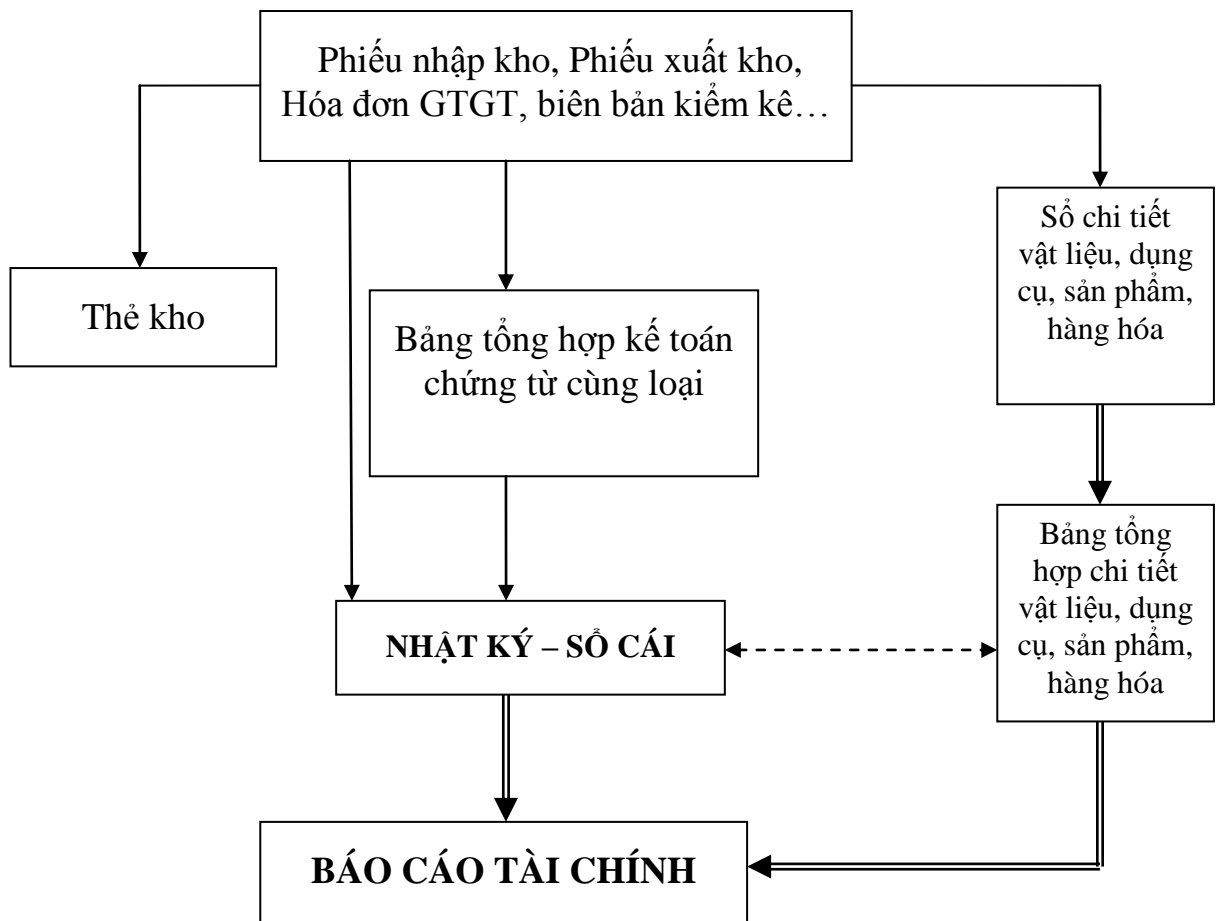 Phiếu nhập kho, Phiếu xuất kho,
Hóa đơn GTGT, biên bản kiểm kê…
Thẻ kho
Bảng tổng hợp kế toán
chứng từ cùng loại
Sổ chi tiết
vật liệu, dụng
cụ, sản phẩm,
hàng hóa
Bảng tổng
hợp chi tiết
vật liệu, dụng
cụ, sản phẩm,
hàng hóa
NHẬT KÝ – SỔ CÁI
BÁO CÁO TÀI CHÍNH